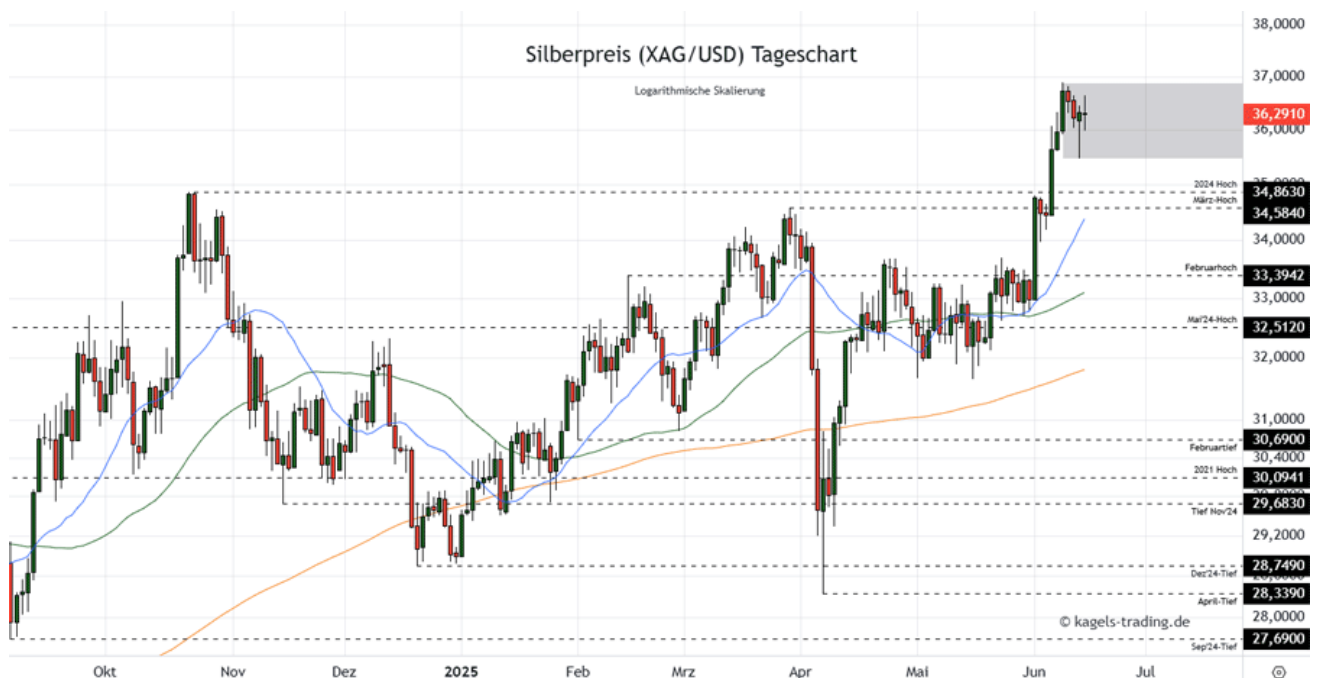 Silberpreis (XAG/USD) Tageschart
Logarithmische Skalierung
38,0000
37,0000
36,2910
36,0000
35,0000
2024 Hoch
34,8630
März-Hoch
34,5840
34,0000
Februarhoch
33,3942
33,0000
Mai'24-Hoch
32,5120
32,0000
31,0000
30,6900
Februartief
30,4000
2021 Hoch
30,0941
29,6830
Tief Nov'24
29,2000
28,7490
Dez'24-Tief
28,3390
April-Tief
28,0000
© kagels-trading.de
27,6900
Sep'24-Tief
Okt Nov Dez 2025 Feb Mrz Apr Mai Jun Jul